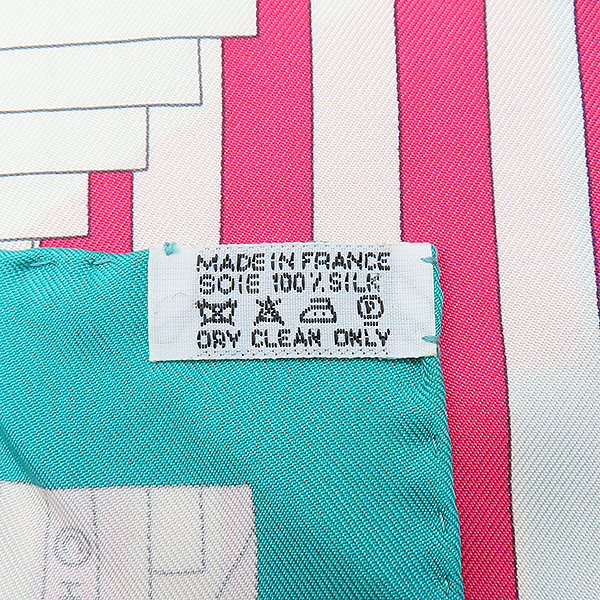 MADE IN FRANCE
SOIE 100% SILK
P
DRY CLEAN ONLY